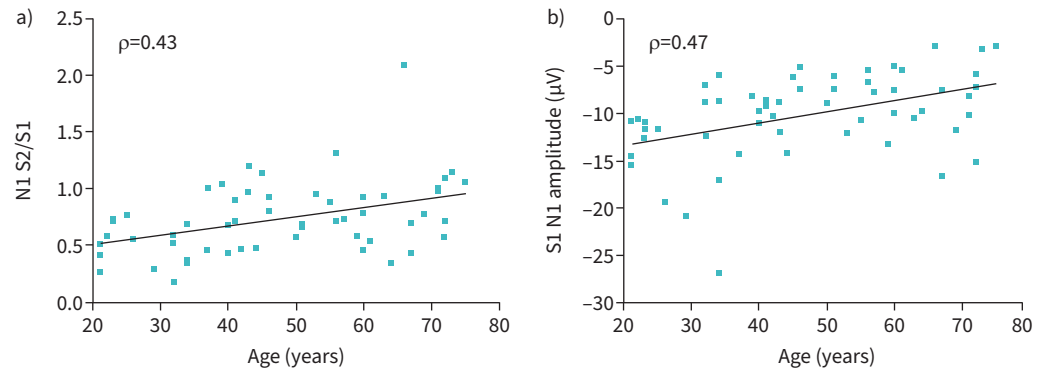 a)
ρ=0.43
N1 S2/S1
2.5
2.0
1.5
1.0
0.5
0.0
20 30 40 50 60 70 80
Age (years)
b)
ρ=0.47
S1 N1 amplitude (μV)
0
–5
–10
–15
–20
–25
–30
20 30 40 50 60 70 80
Age (years)